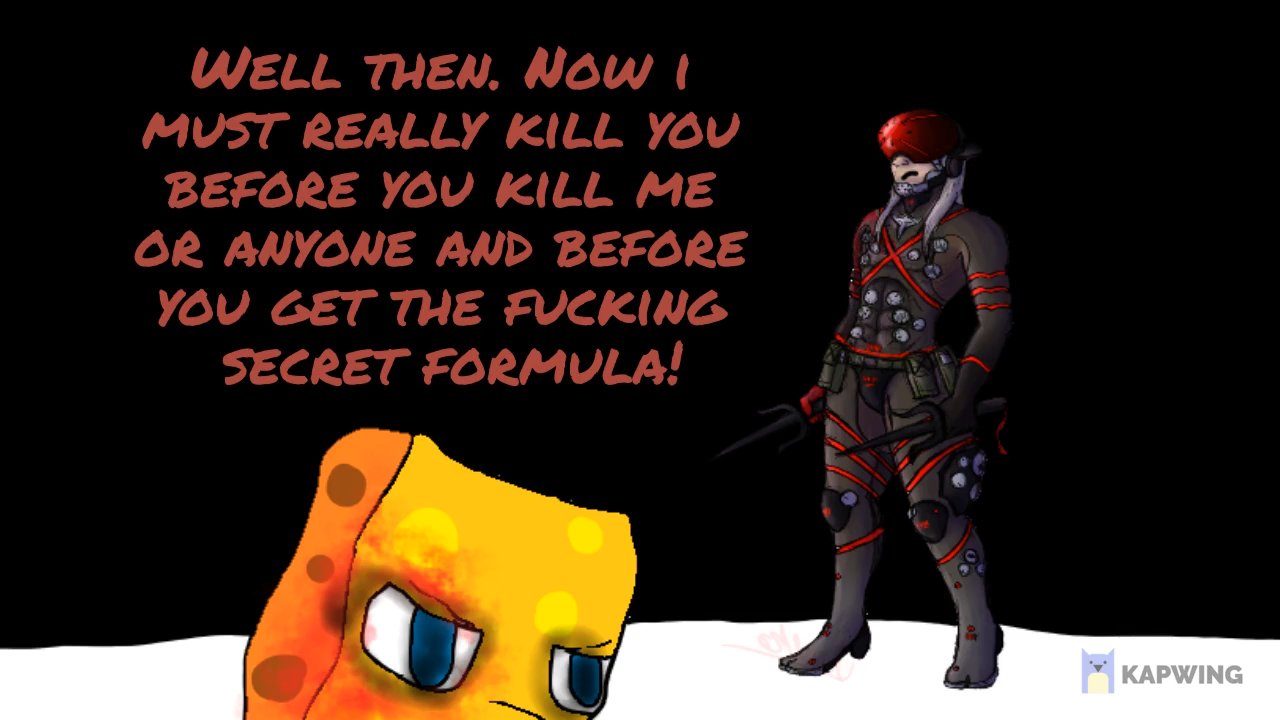 Well then. Now I
must really kill you
before you kill me
or anyone and before
you get the fucking
secret formula!
KAPWING